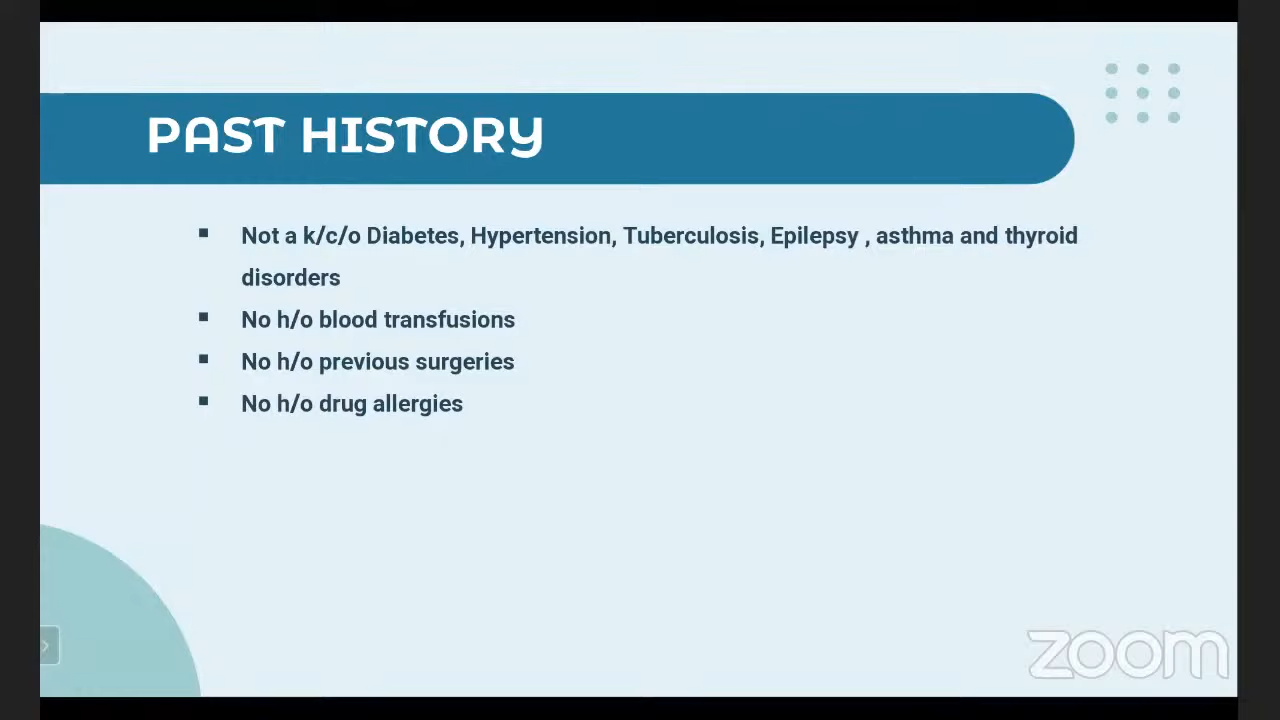 PAST HISTORY
▪ Not a k/c/o Diabetes, Hypertension, Tuberculosis, Epilepsy , asthma and thyroid
disorders
▪ No h/o blood transfusions
▪ No h/o previous surgeries
▪ No h/o drug allergies
zoom